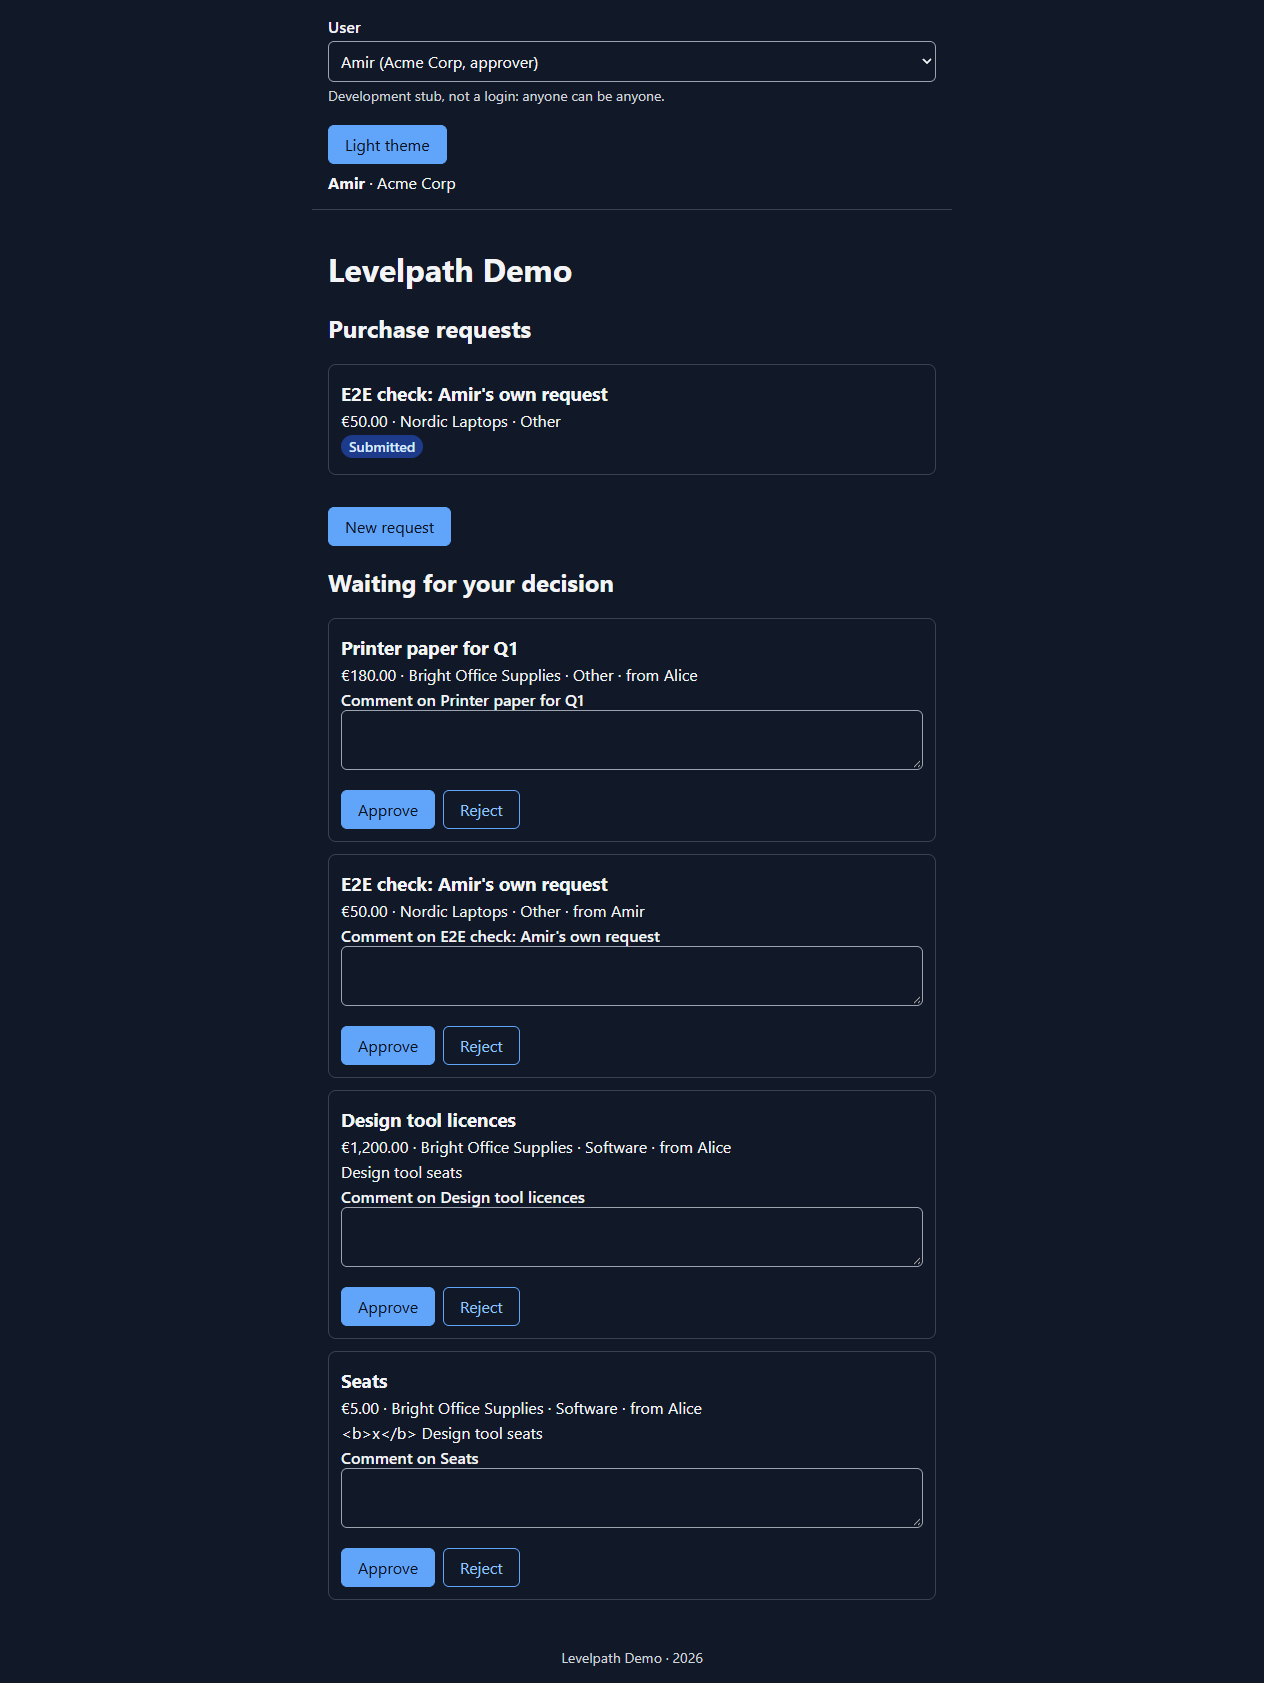 User
Amir (Acme Corp, approver)
Development stub, not a login: anyone can be anyone.
Light theme
Amir · Acme Corp
Levelpath Demo
Purchase requests
E2E check: Amir's own request
€50.00 · Nordic Laptops · Other
Submitted
New request
Waiting for your decision
Printer paper for Q1
€180.00 · Bright Office Supplies · Other · from Alice
Comment on Printer paper for Q1
Approve Reject
E2E check: Amir's own request
€50.00 · Nordic Laptops · Other · from Amir
Comment on E2E check: Amir's own request
Approve Reject
Design tool licences
€1,200.00 · Bright Office Supplies · Software · from Alice
Design tool seats
Comment on Design tool licences
Approve Reject
Seats
€5.00 · Bright Office Supplies · Software · from Alice
<b>x</b> Design tool seats
Comment on Seats
Approve Reject
Levelpath Demo · 2026